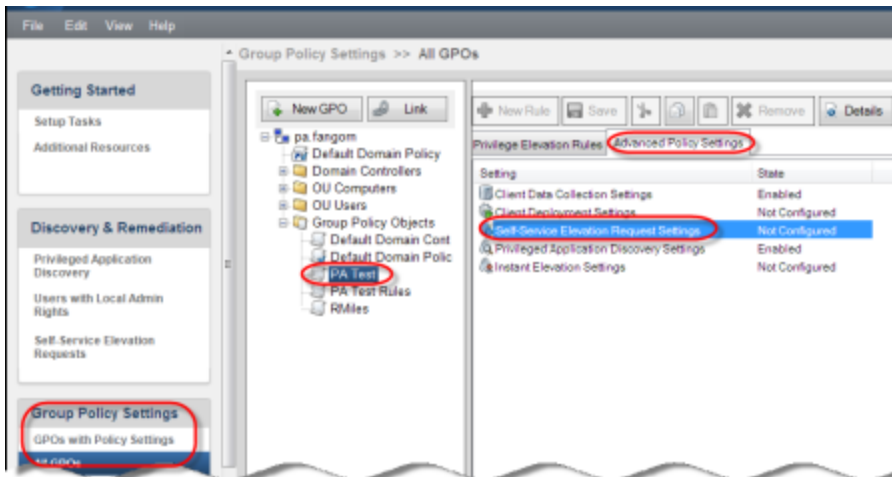 File Edit View Help
Group Policy Settings >> All GPOs
Getting Started
Setup Tasks
Additional Resources
Discovery & Remediation
Privileged Application
Discovery
Users with Local Admin
Rights
Self-Service Elevation
Requests
Group Policy Settings
GPOs with Policy Settings
All GPOs
New GPO Link
pa.fangom
Default Domain Policy
Domain Controllers
OU Computers
OU Users
Group Policy Objects
Default Domain Cont
Default Domain Polic
PA Test
PA Test Rules
RMiles
New Rule Save Remove Details
Privilege Elevation Rules Advanced Policy Settings
Setting State
Client Data Collection Settings Enabled
Client Deployment Settings Not Configured
Self-Service Elevation Request Settings Not Configured
Privileged Application Discovery Settings Enabled
Instant Elevation Settings Not Configured